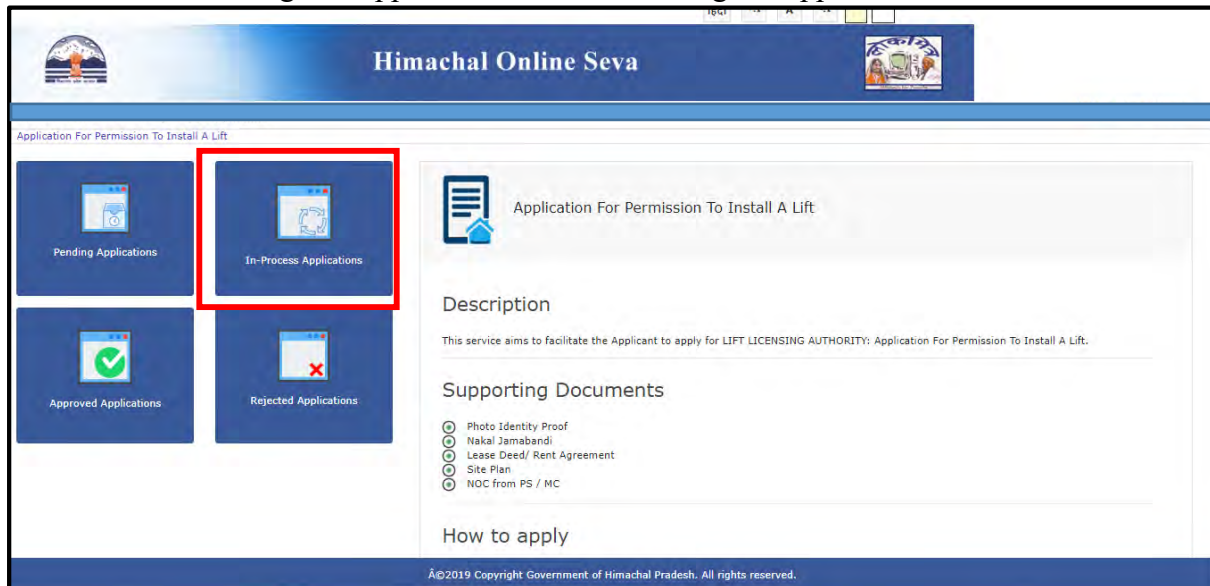 हिंदी A
Himachal Online Seva
लोकमित्र
Application For Permission To Install A Lift
Pending Applications
In-Process Applications
Approved Applications
Rejected Applications
Application For Permission To Install A Lift
Description
This service aims to facilitate the Applicant to apply for LIFT LICENSING AUTHORITY: Application For Permission To Install A Lift.
Supporting Documents
Photo Identity Proof
Nakal Jamabandi
Lease Deed/ Rent Agreement
Site Plan
NOC from PS / MC
How to apply
Â©2019 Copyright Government of Himachal Pradesh. All rights reserved.